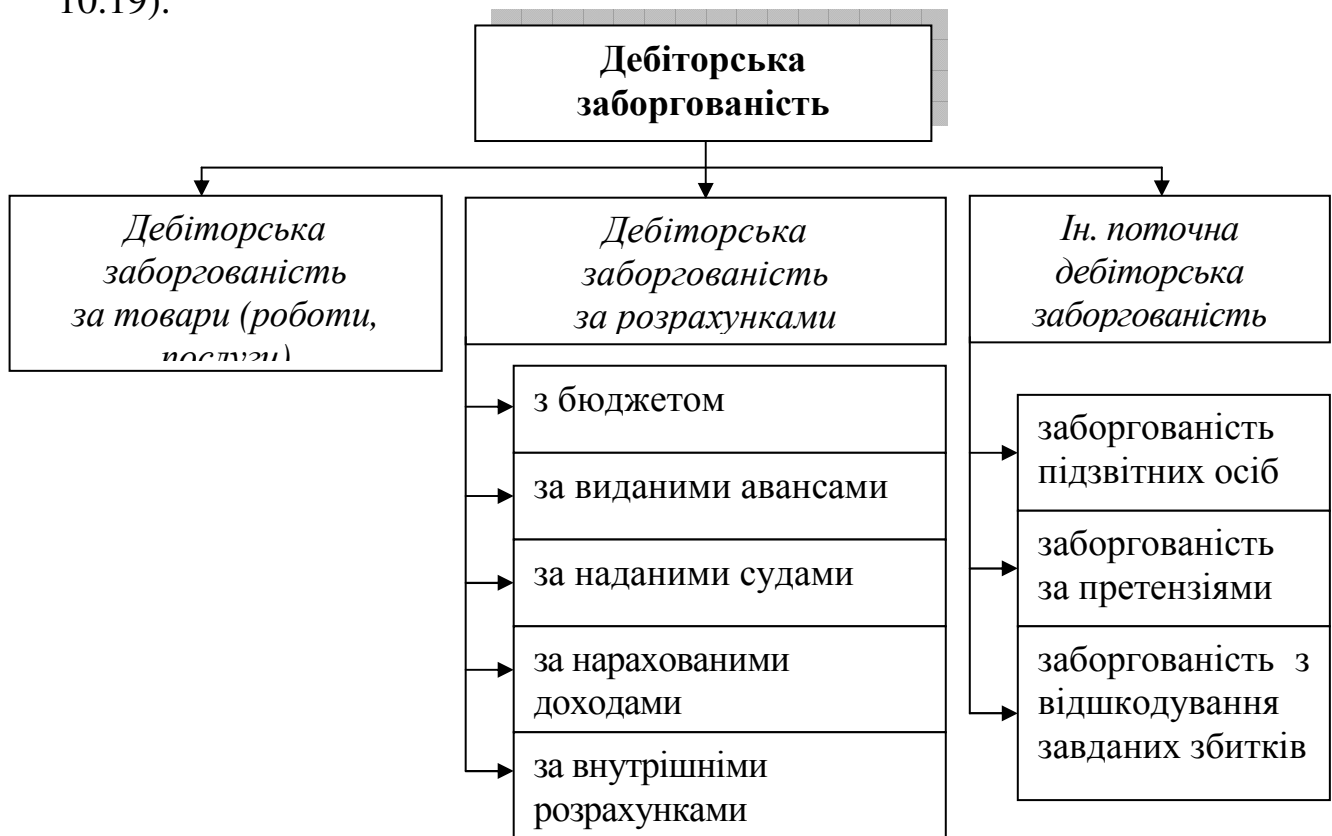 10.19).
Дебіторська
заборгованість
Дебіторська
заборгованість
за товари (роботи,
послуги)
Дебіторська
заборгованість
за розрахунками
з бюджетом
за виданими авансами
за наданими судами
за нарахованими
доходами
за внутрішніми
розрахунками
Ін. поточна
дебіторська
заборгованість
заборгованість
підзвітних осіб
заборгованість
за претензіями
заборгованість з
відшкодування
завданих збитків